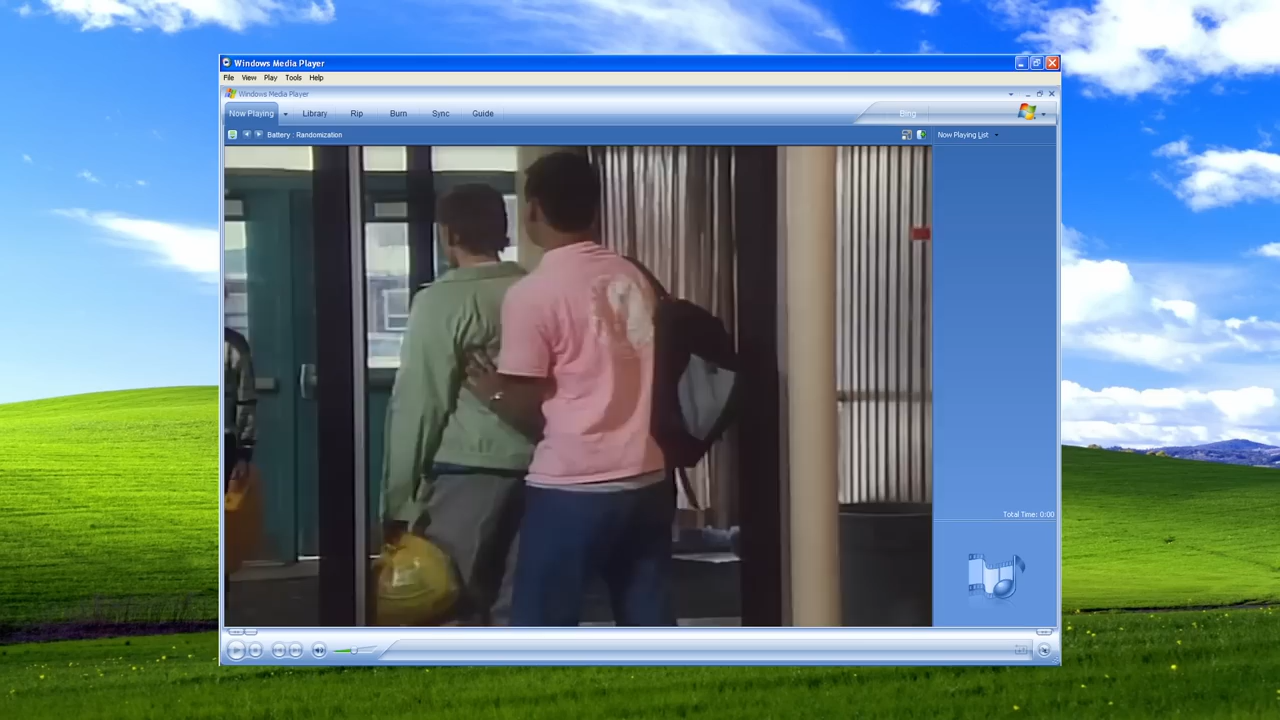 Windows Media Player
File View Play Tools Help
Windows Media Player
Now Playing Library Rip Burn Sync Guide Bing
Battery : Randomization Now Playing List
Total Time: 0:00